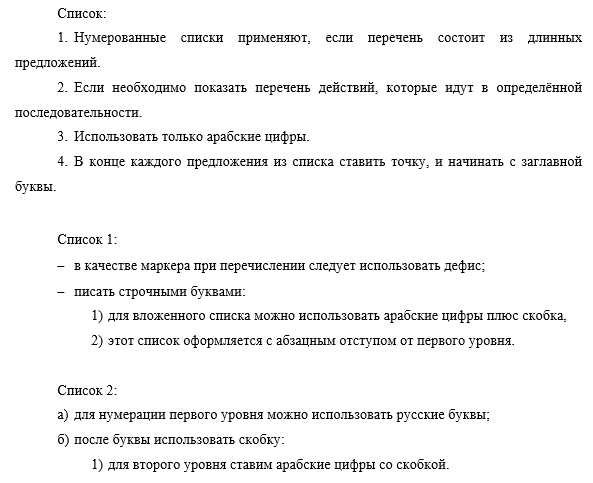 Список:
1. Нумерованные списки применяют, если перечень состоит из длинных
предложений.
2. Если необходимо показать перечень действий, которые идут в определённой
последовательности.
3. Использовать только арабские цифры.
4. В конце каждого предложения из списка ставить точку, и начинать с заглавной
буквы.
Список 1:
– в качестве маркера при перечислении следует использовать дефис;
– писать строчными буквами:
1) для вложенного списка можно использовать арабские цифры плюс скобка,
2) этот список оформляется с абзацным отступом от первого уровня.
Список 2:
а) для нумерации первого уровня можно использовать русские буквы;
б) после буквы использовать скобку:
1) для второго уровня ставим арабские цифры со скобкой.